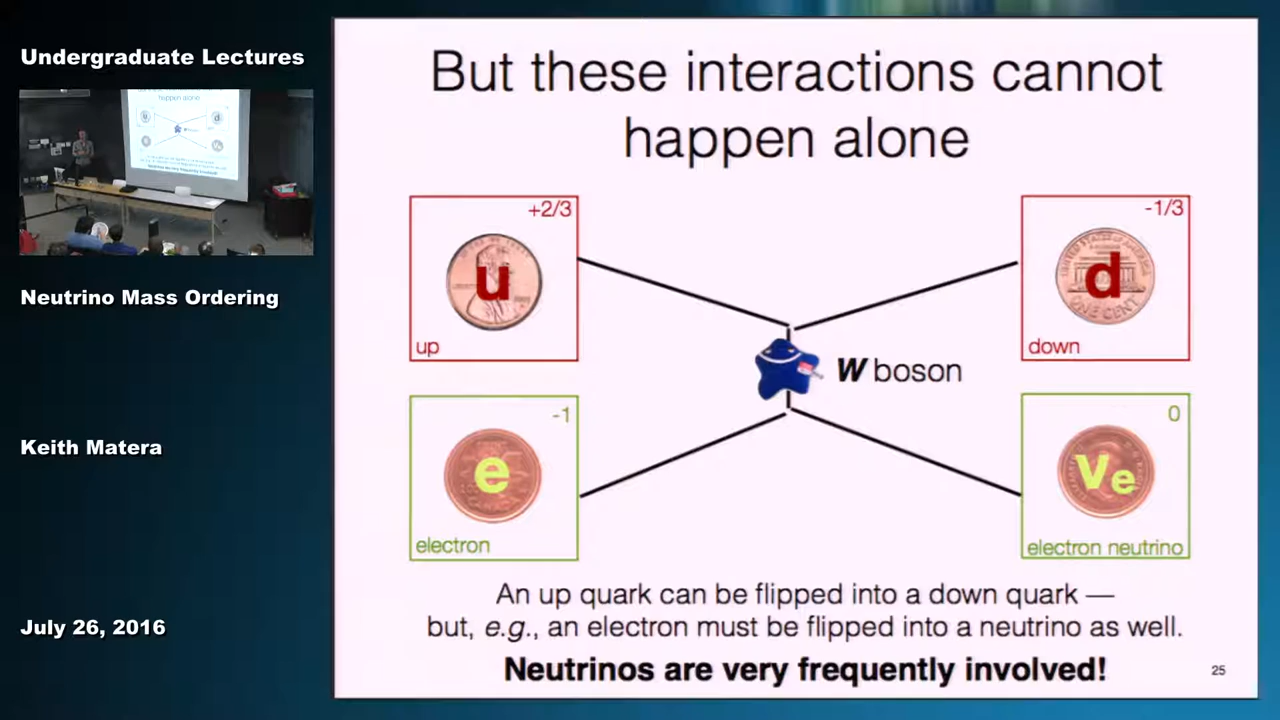 Undergraduate Lectures
Neutrino Mass Ordering
Keith Matera
July 26, 2016
But these interactions cannot
happen alone
+2/3
u
up
-1/3
d
ONE CENT
down
W boson
-1
e
electron
0
Ve
electron neutrino
An up quark can be flipped into a down quark —
but, e.g., an electron must be flipped into a neutrino as well.
Neutrinos are very frequently involved!
25